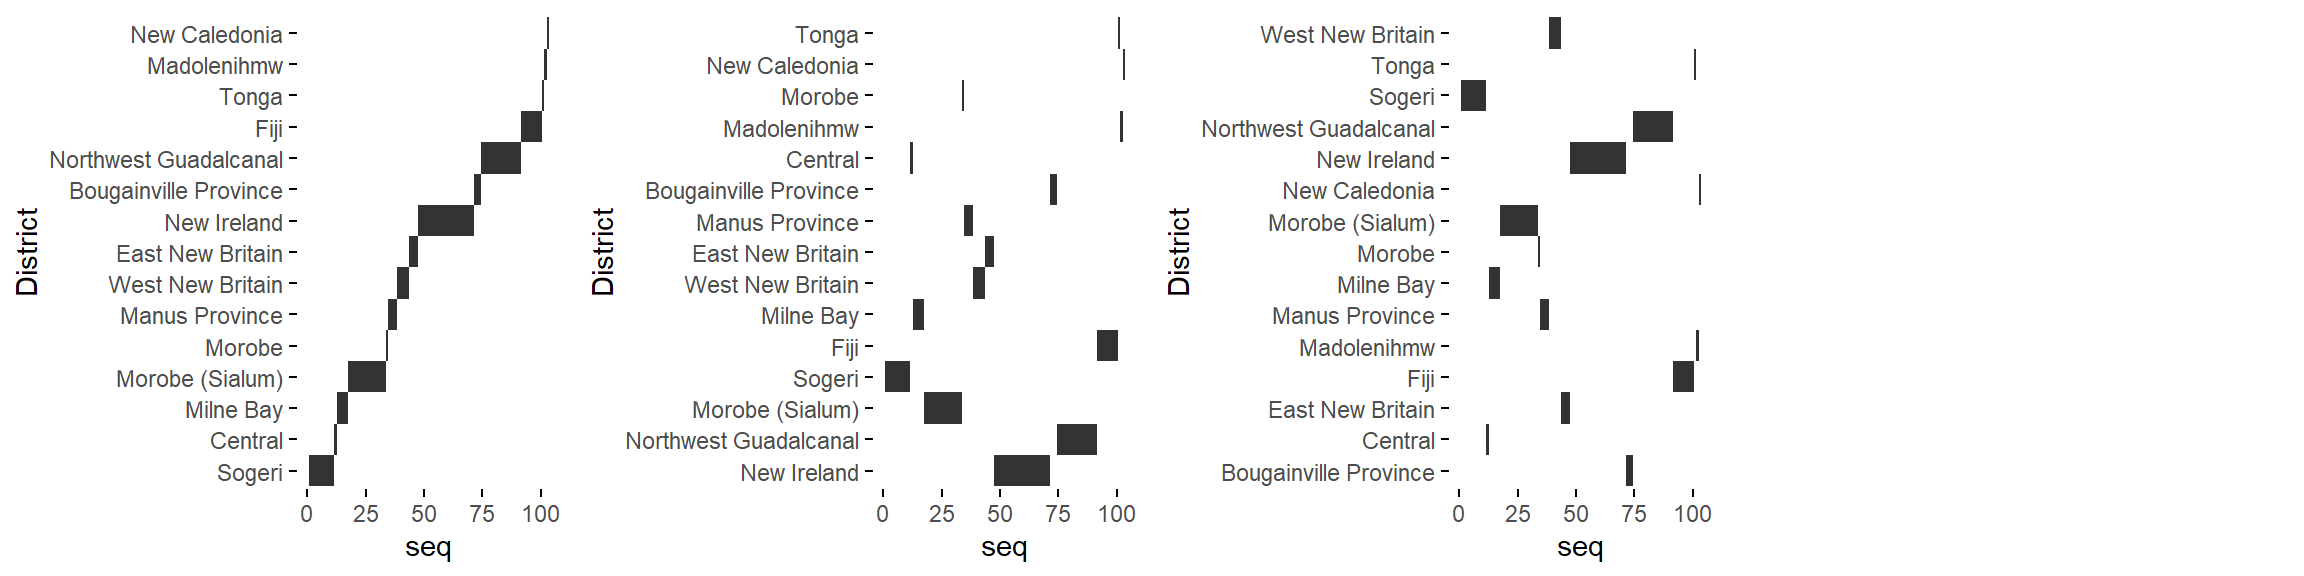 New Caledonia
Madolenihmw
Tonga
Fiji
Northwest Guadalcanal
Bougainville Province
New Ireland
East New Britain
West New Britain
Manus Province
Morobe
Morobe (Sialum)
Milne Bay
Central
Sogeri
District
0 25 50 75 100
seq
Tonga
New Caledonia
Morobe
Madolenihmw
Central
Bougainville Province
Manus Province
East New Britain
West New Britain
Milne Bay
Fiji
Sogeri
Morobe (Sialum)
Northwest Guadalcanal
New Ireland
District
0 25 50 75 100
seq
West New Britain
Tonga
Sogeri
Northwest Guadalcanal
New Ireland
New Caledonia
Morobe (Sialum)
Morobe
Milne Bay
Manus Province
Madolenihmw
Fiji
East New Britain
Central
Bougainville Province
District
0 25 50 75 100
seq